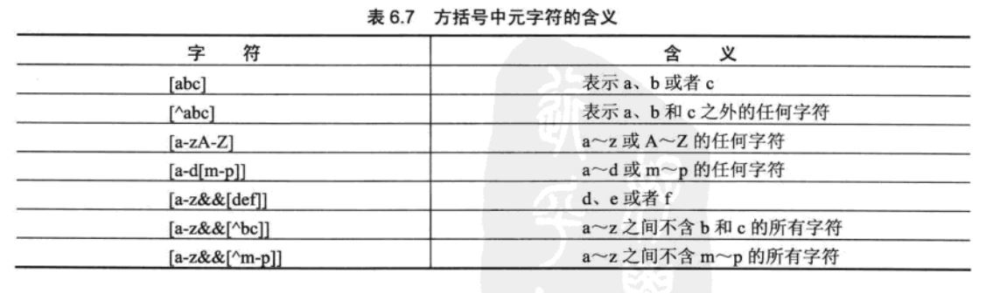 表 6.7 方括号中元字符的含义
字 符 含 义
[abc] 表示 a、b 或者 c
[^abc] 表示 a、b 和 c 之外的任何字符
[a-zA-Z] a～z 或 A～Z 的任何字符
[a-d[m-p]] a～d 或 m～p 的任何字符
[a-z&&[def]] d、e 或者 f
[a-z&&[^bc]] a～z 之间不含 b 和 c 的所有字符
[a-z&&[^m-p]] a～z 之间不含 m～p 的所有字符